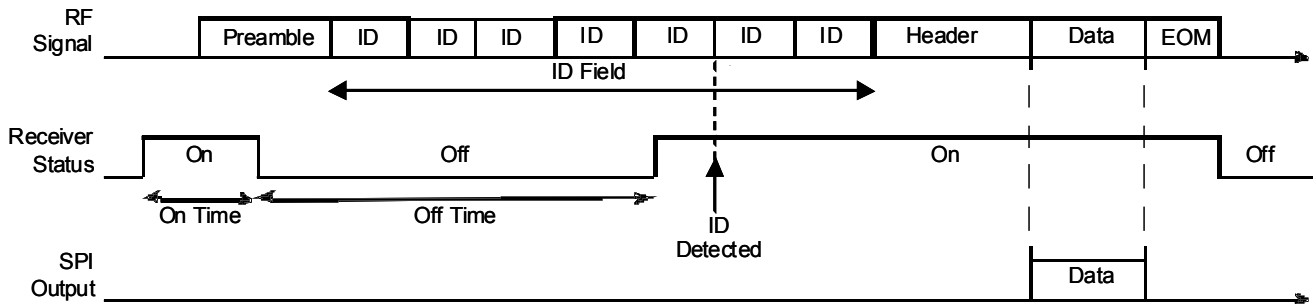 RF
Signal
Preamble ID ID ID ID ID ID ID Header Data EOM
ID Field
Receiver
Status
On Off On Off
On Time Off Time
ID
Detected
SPI
Output
Data